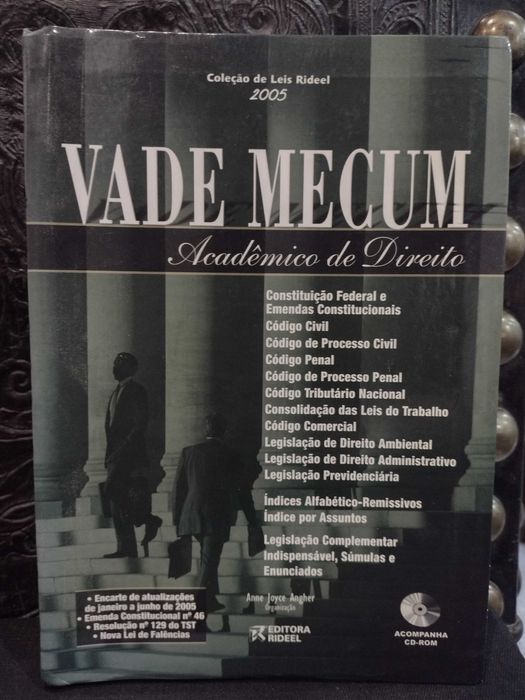 Coleção de Leis Rideel
2005
VADE MECUM
Acadêmico de Direito
Constituição Federal e
Emendas Constitucionais
Código Civil
Código de Processo Civil
Código Penal
Código de Processo Penal
Código Tributário Nacional
Consolidação das Leis do Trabalho
Código Comercial
Legislação de Direito Ambiental
Legislação de Direito Administrativo
Legislação Previdenciária
Índices Alfabético-Remissivos
Índice por Assuntos
Legislação Complementar
Indispensável, Súmulas e
Enunciados
• Encarte de atualizações
de janeiro a junho de 2005
• Emenda Constitucional nº 46
• Resolução nº 129 do TST
• Nova Lei de Falências
Anne Joyce Angher
Organização
EDITORA
RIDEEL
ACOMPANHA
CD-ROM